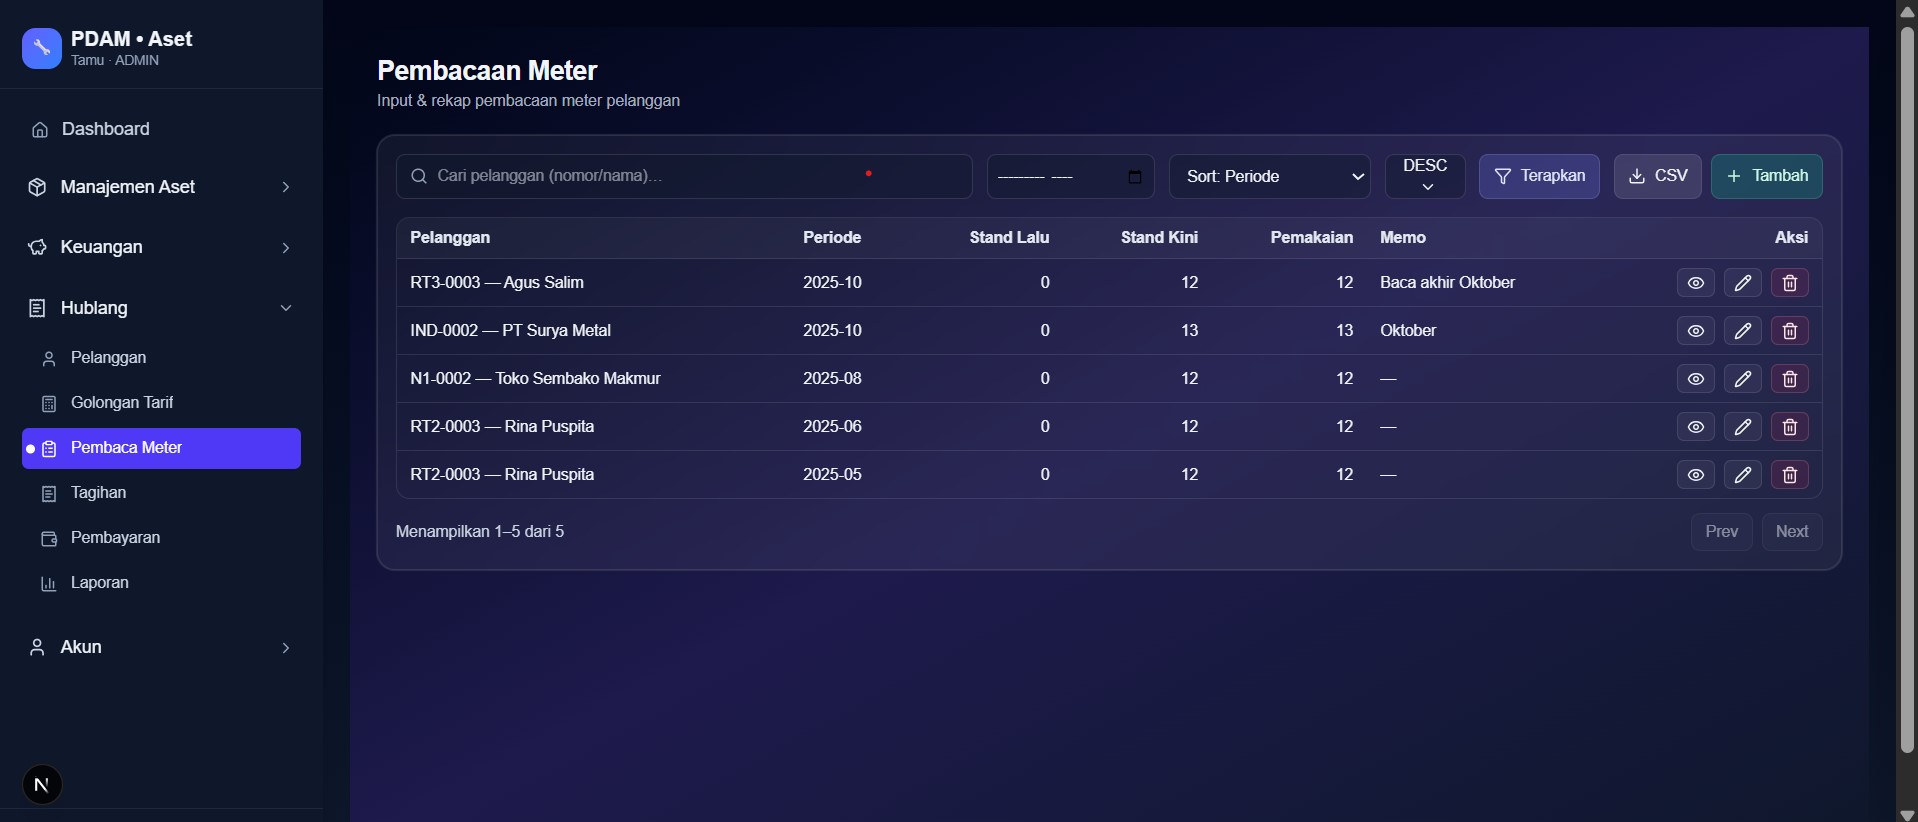 PDAM • Aset
Tamu · ADMIN
Dashboard
Manajemen Aset
Keuangan
Hublang
Pelanggan
Golongan Tarif
Pembaca Meter
Tagihan
Pembayaran
Laporan
Akun
N
Pembacaan Meter
Input & rekap pembacaan meter pelanggan
Cari pelanggan (nomor/nama)...
--------- ----
Sort: Periode
DESC
Terapkan
CSV
Tambah
Pelanggan Periode Stand Lalu Stand Kini Pemakaian Memo Aksi
RT3-0003 — Agus Salim 2025-10 0 12 12 Baca akhir Oktober
IND-0002 — PT Surya Metal 2025-10 0 13 13 Oktober
N1-0002 — Toko Sembako Makmur 2025-08 0 12 12 —
RT2-0003 — Rina Puspita 2025-06 0 12 12 —
RT2-0003 — Rina Puspita 2025-05 0 12 12 —
Menampilkan 1–5 dari 5
Prev
Next